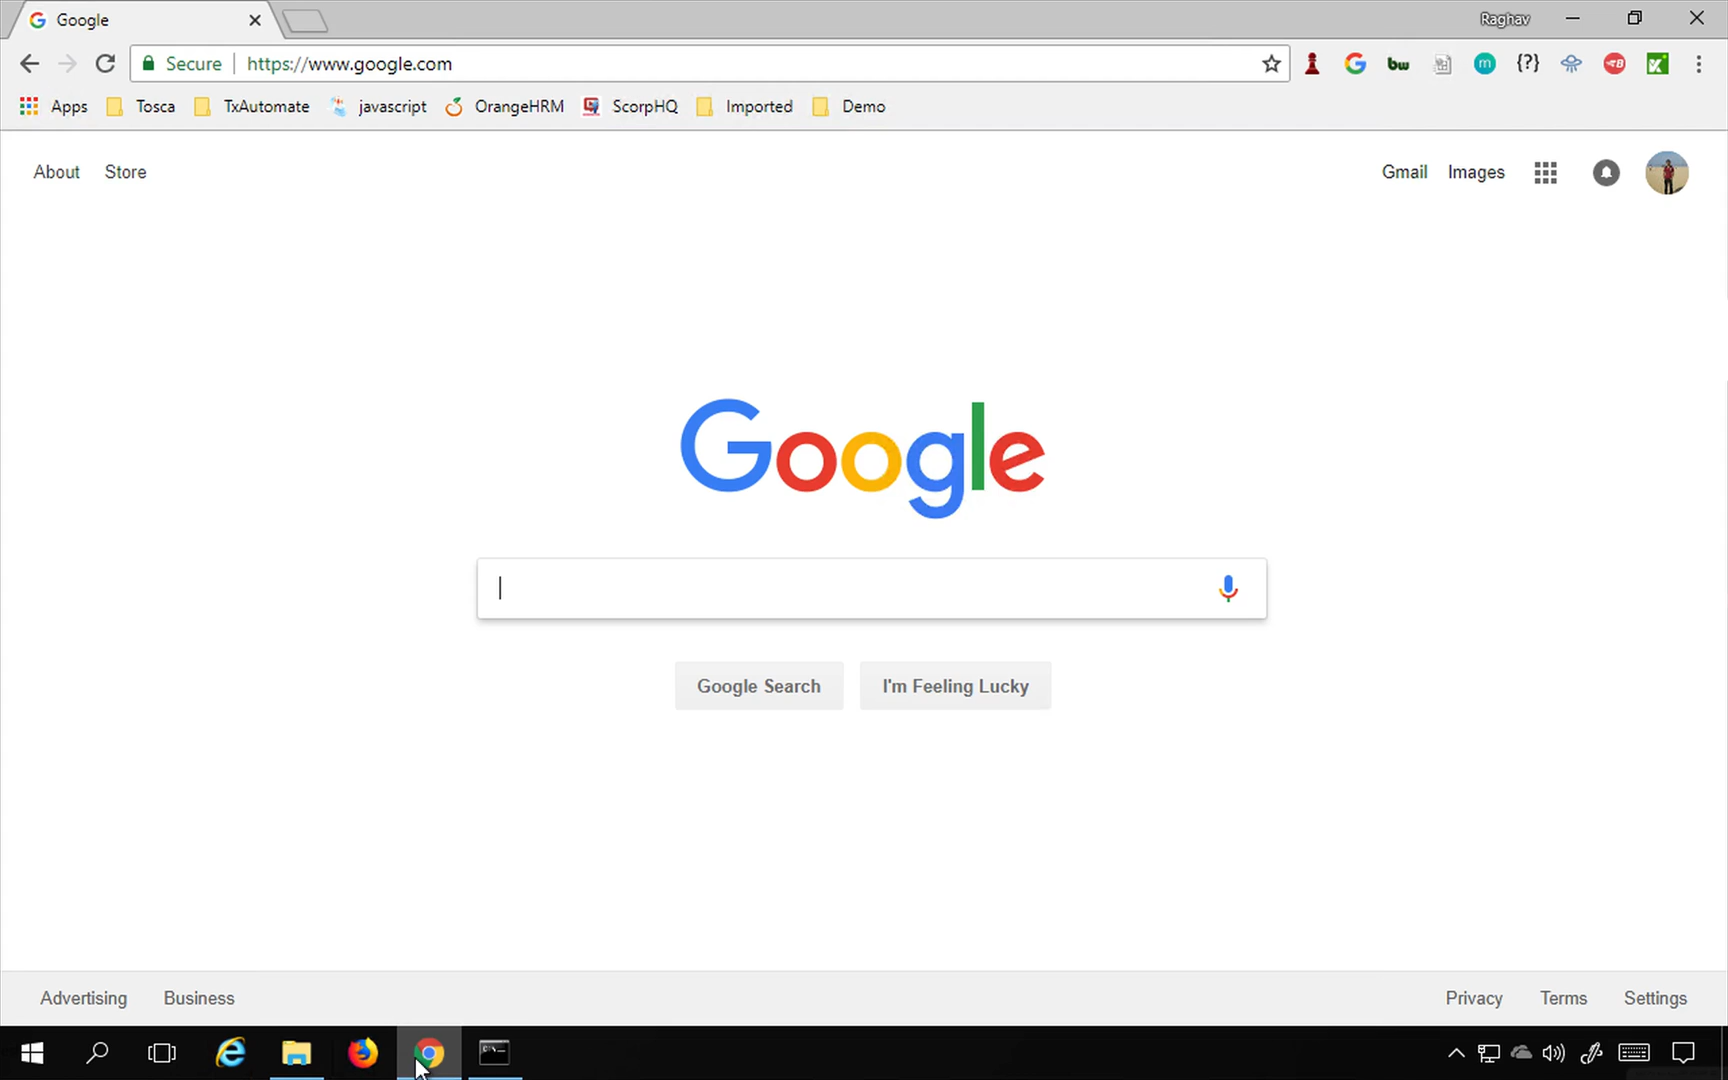 Google
Raghav
Secure https://www.google.com
bw
m
{?}
Apps Tosca TxAutomate javascript OrangeHRM ScorpHQ Imported Demo
About Store
Gmail Images
Google
Google Search I'm Feeling Lucky
Advertising Business
Privacy Terms Settings